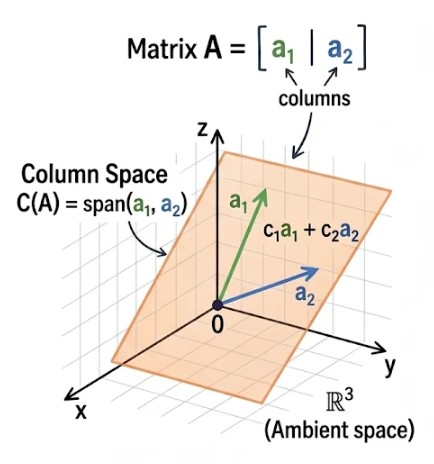 Matrix A = [ a₁ | a₂ ]
columns
z
Column Space
C(A) = span(a₁, a₂)
a₁
c₁a₁ + c₂a₂
a₂
0
y
x
ℝ³
(Ambient space)